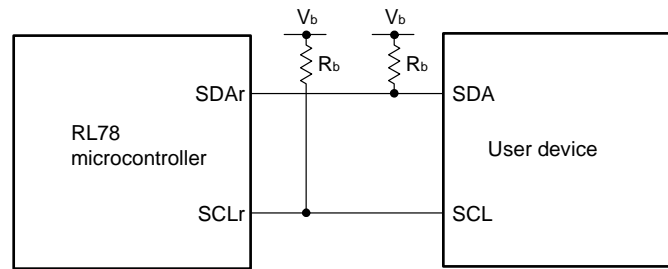 Vb Vb
Rb Rb
SDAr SDA
RL78
microcontroller
User device
SCLr SCL